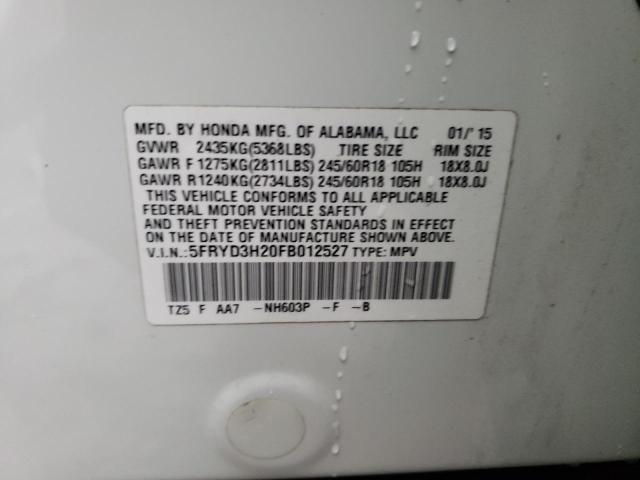 MFD. BY HONDA MFG. OF ALABAMA, LLC 01/'15
GVWR 2435KG(5368LBS) TIRE SIZE RIM SIZE
GAWR F 1275KG(2811LBS) 245/60R18 105H 18X8.0J
GAWR R1240KG(2734LBS) 245/60R18 105H 18X8.0J
THIS VEHICLE CONFORMS TO ALL APPLICABLE
FEDERAL MOTOR VEHICLE SAFETY
AND THEFT PREVENTION STANDARDS IN EFFECT
ON THE DATE OF MANUFACTURE SHOWN ABOVE.
V.I.N.:5FRYD3H20FB012527 TYPE: MPV
TZ5 F AA7 -NH603P -F -B